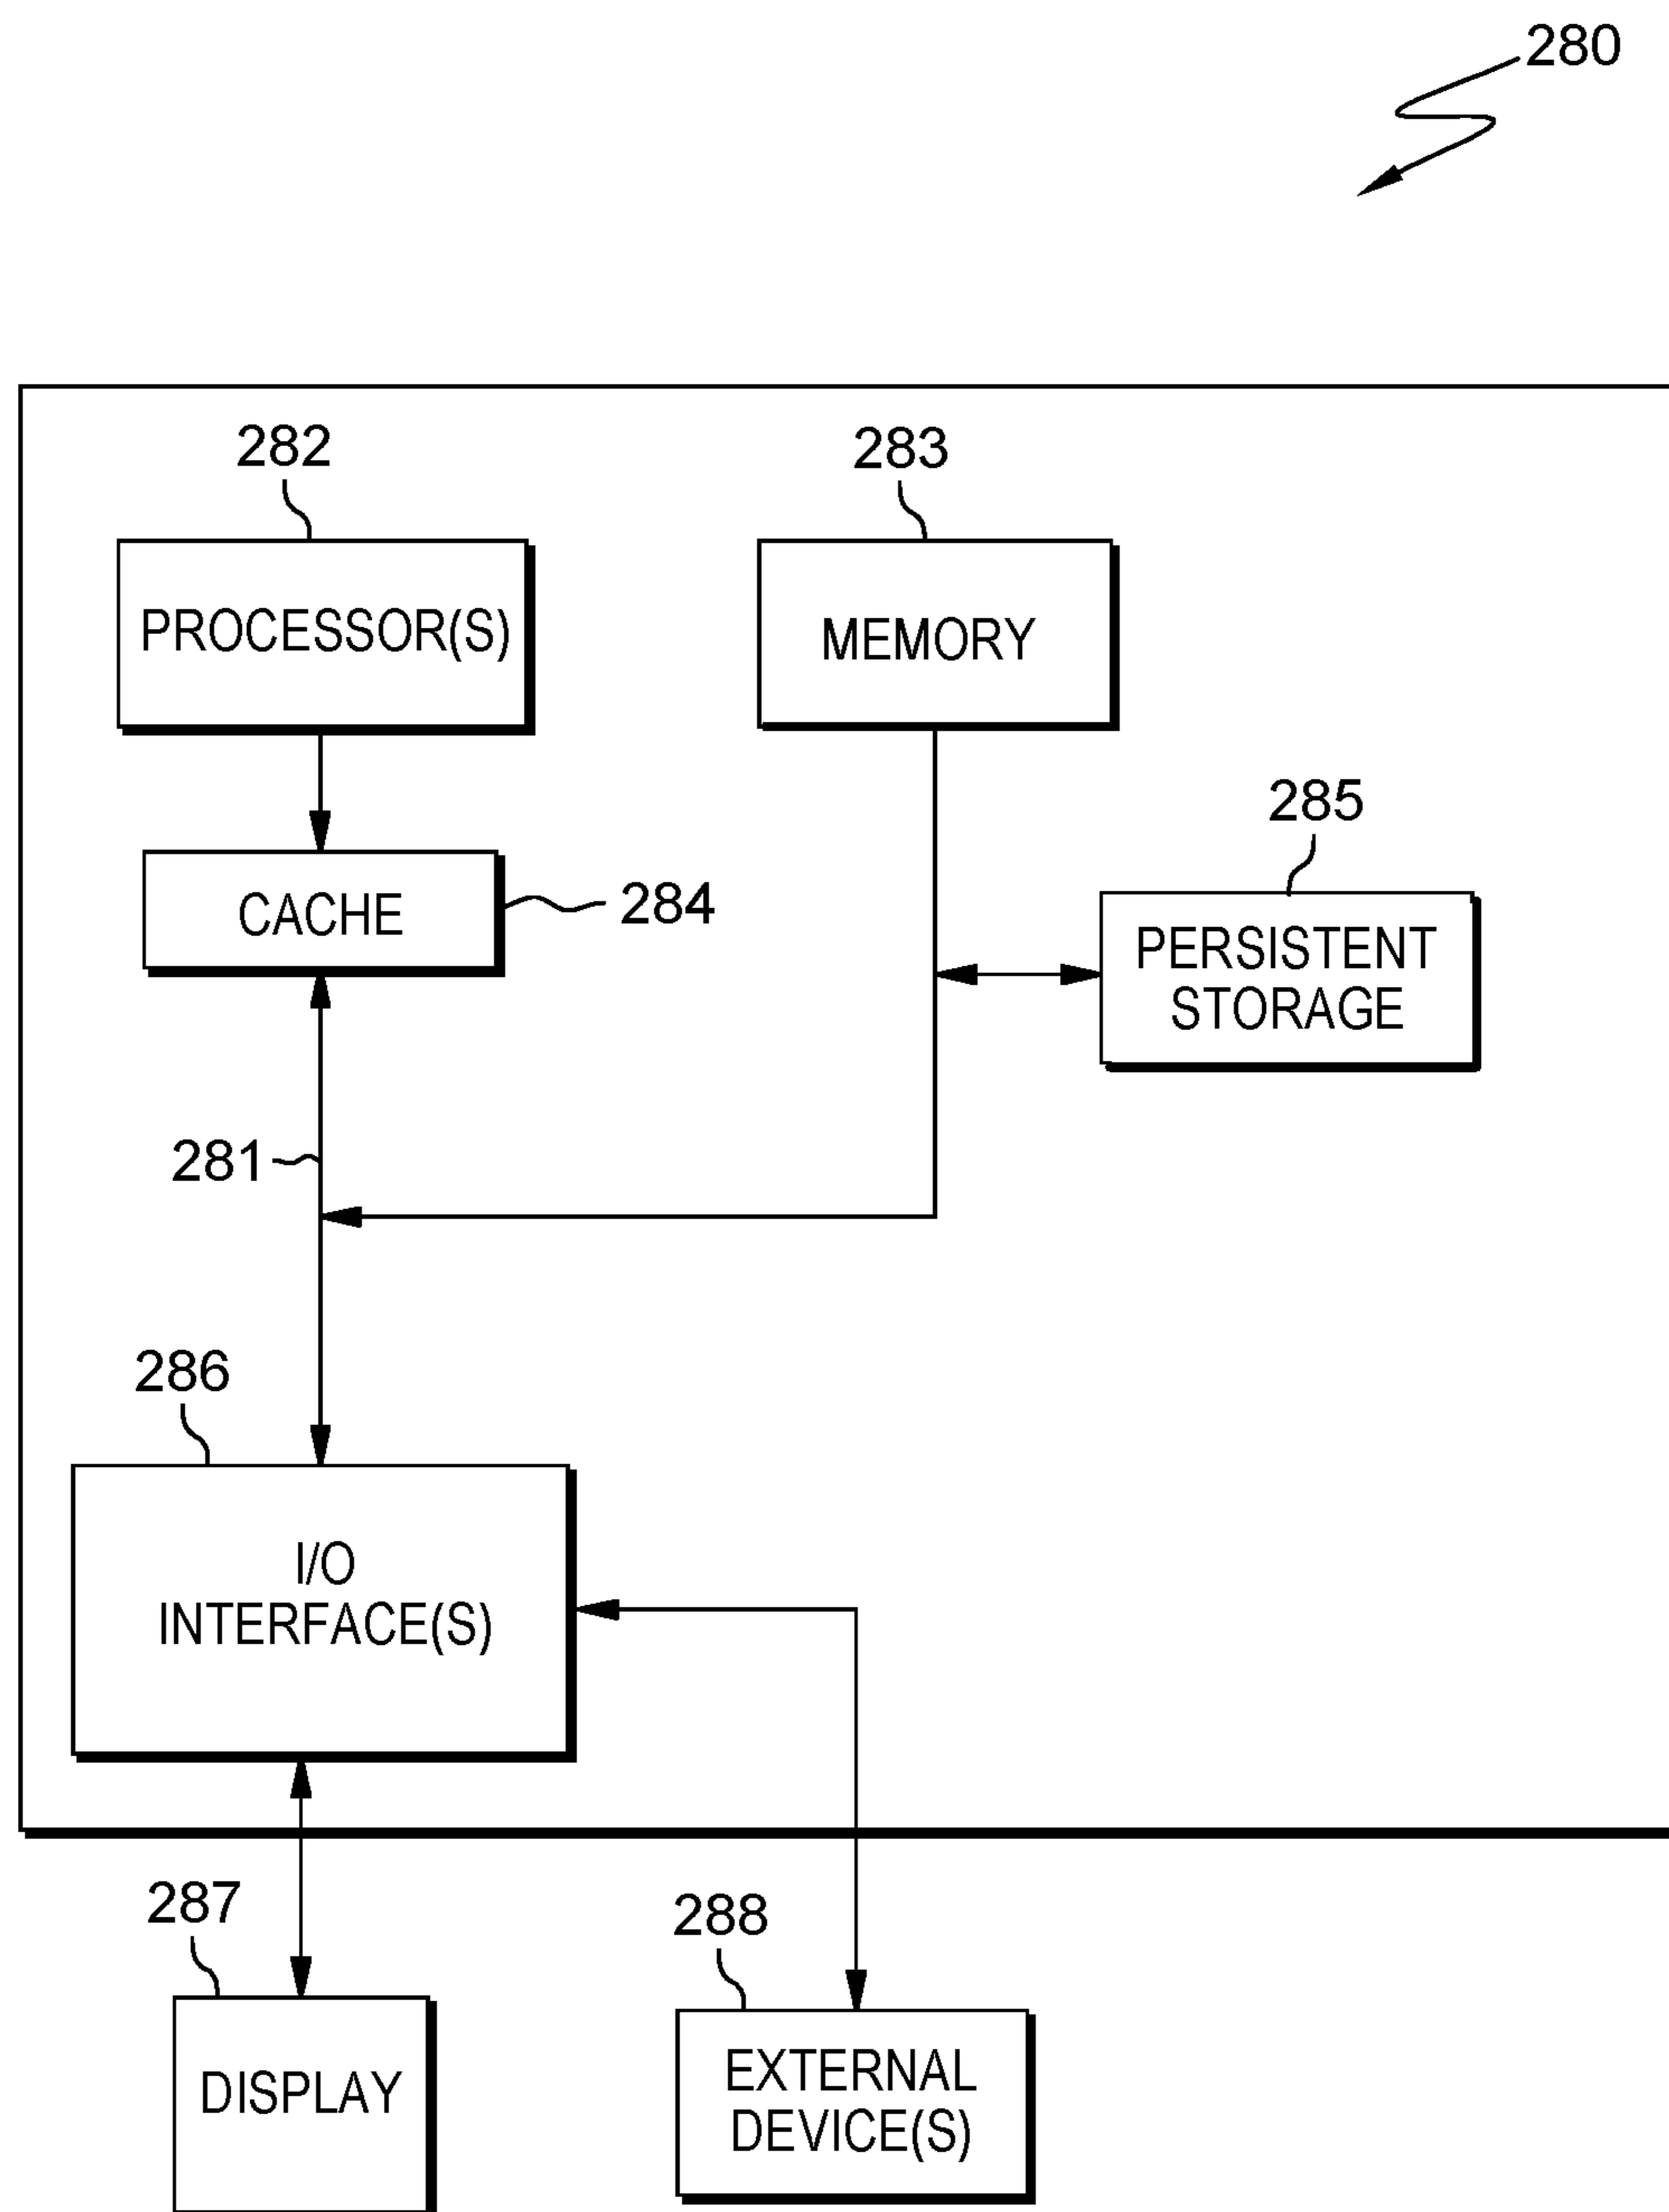 280
282
283
PROCESSOR(S)
MEMORY
285
CACHE
284
PERSISTENT
STORAGE
281
286
I/O
INTERFACE(S)
287
288
DISPLAY
EXTERNAL
DEVICE(S)